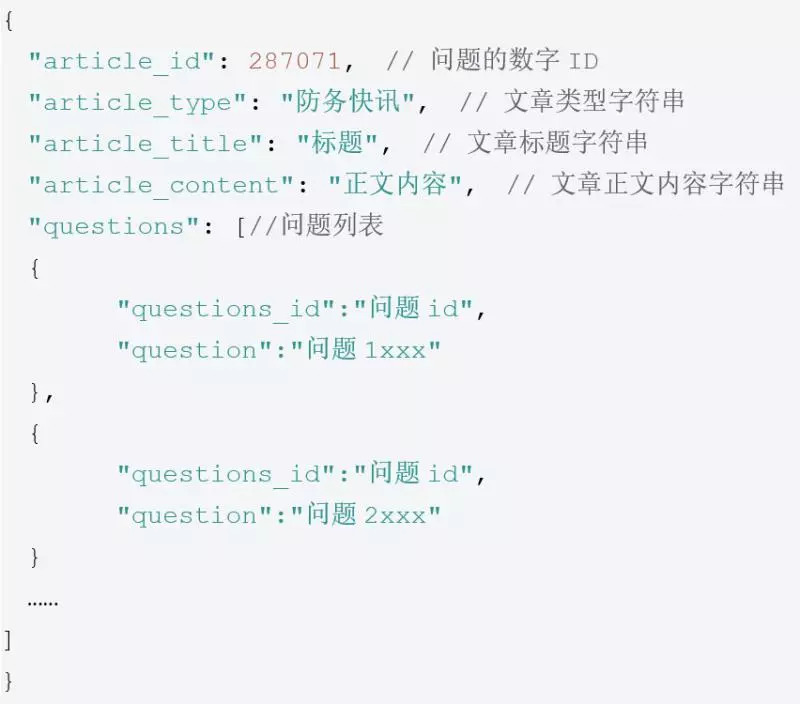 {
"article_id": 287071, // 问题的数字 ID
"article_type": "防务快讯", // 文章类型字符串
"article_title": "标题", // 文章标题字符串
"article_content": "正文内容", // 文章正文内容字符串
"questions": [//问题列表
{
"questions_id":"问题 id",
"question":"问题 1xxx"
},
{
"questions_id":"问题 id",
"question":"问题 2xxx"
}
……
]
}